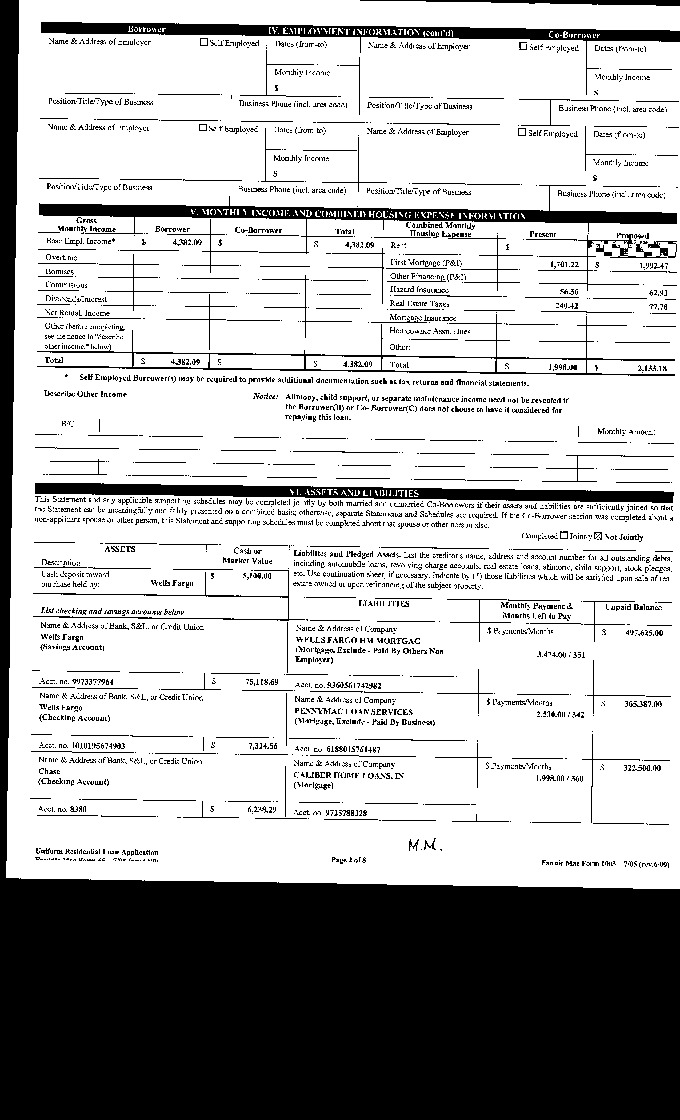 Borrower IV. EMPLOYMENT INFORMATION (cont'd) Co-Borrower
Name & Address of Employer Self Employed Dates (from-to) Name & Address of Employer Self Employed Dates (from-to)
Monthly Income Monthly Income
$ $
Position/Title/Type of Business Business Phone (incl. area code) Position/Title/Type of Business Business Phone (incl. area code)
Name & Address of Employer Self Employed Dates (from-to) Name & Address of Employer Self Employed Dates (from-to)
Monthly Income Monthly Income
$ $
Position/Title/Type of Business Business Phone (incl. area code) Position/Title/Type of Business Business Phone (incl. area code)
V. MONTHLY INCOME AND COMBINED HOUSING EXPENSE INFORMATION
Gross Monthly Income Borrower Co-Borrower Total Combined Monthly Housing Expense Present Proposed
Base Empl. Income* $ 4,382.09 $ $ 4,382.09 Rent $
Overtime First Mortgage (P&I) 1,701.22 $ 1,992.47
Bonuses Other Financing (P&I)
Commissions Hazard Insurance 56.36 62.93
Dividends/Interest Real Estate Taxes 240.42 77.78
Net Rental Income Mortgage Insurance
Other (before completing, Homeowner Assn. Dues
see the notice in "describe
other income," below) Other:
Total $ 4,382.09 $ $ 4,382.09 Total $ 1,998.00 $ 2,133.18
* Self Employed Borrower(s) may be required to provide additional documentation such as tax returns and financial statements.
Describe Other Income Notice: Alimony, child support, or separate maintenance income need not be revealed if
the Borrower(B) or Co-Borrower(C) does not choose to have it considered for
repaying this loan.
B/C Monthly Amount
VI. ASSETS AND LIABILITIES
This Statement and any applicable supporting schedules may be completed jointly by both married and unmarried Co-Borrowers if their assets and liabilities are sufficiently joined so that
the Statement can be meaningfully and fairly presented on a combined basis; otherwise, separate Statements and Schedules are required. If the Co-Borrower section was completed about a
non-applicant spouse or other person, this Statement and supporting schedules must be completed about that spouse or other person also.
Completed Jointly Not Jointly
ASSETS Cash or Market Value
Description
Cash deposit toward purchase held by: Wells Fargo $
Liabilities and Pledged Assets. List the creditor's name, address and account number for all outstanding debts,
including automobile loans, revolving charge accounts, real estate loans, alimony, child support, stock pledges,
etc. Use continuation sheet, if necessary. Indicate by (*) those liabilities which will be satisfied upon sale of real
estate owned or upon refinancing of the subject property.
LIABILITIES Monthly Payment & Months Left to Pay Unpaid Balance
List checking and savings accounts below
Name & Address of Bank, S&L, or Credit Union Name & Address of Company $ Payments/Months $ 497,625.00
Wells Fargo WELLS FARGO HM MORTGAG
(Savings Account) (Mortgage, Exclude - Paid By Others Non
Employer) 3,474.00 / 351
Acct. no. 9973377964 $ 75,118.69 Acct. no. 9360561742982
Name & Address of Bank, S&L, or Credit Union Name & Address of Company $ Payments/Months $ 365,387.00
Wells Fargo PENNYMAC LOAN SERVICES 2,530.00 / 342
(Checking Account) (Mortgage, Exclude - Paid By Business)
Acct. no. 1010195674903 $ 7,314.56 Acct. no. 6188015761487
Name & Address of Bank, S&L, or Credit Union Name & Address of Company $ Payments/Months $ 322,500.00
Chase CALIBER HOME LOANS, IN 1,998.00 / 360
(Checking Account) (Mortgage)
Acct. no. 8380 $ 6,239.29 Acct. no. 9735788328
M.M.
Uniform Residential Loan Application
Page 2 of 8 Fannie Mae Form 1003 7/05 (rev.6/09)